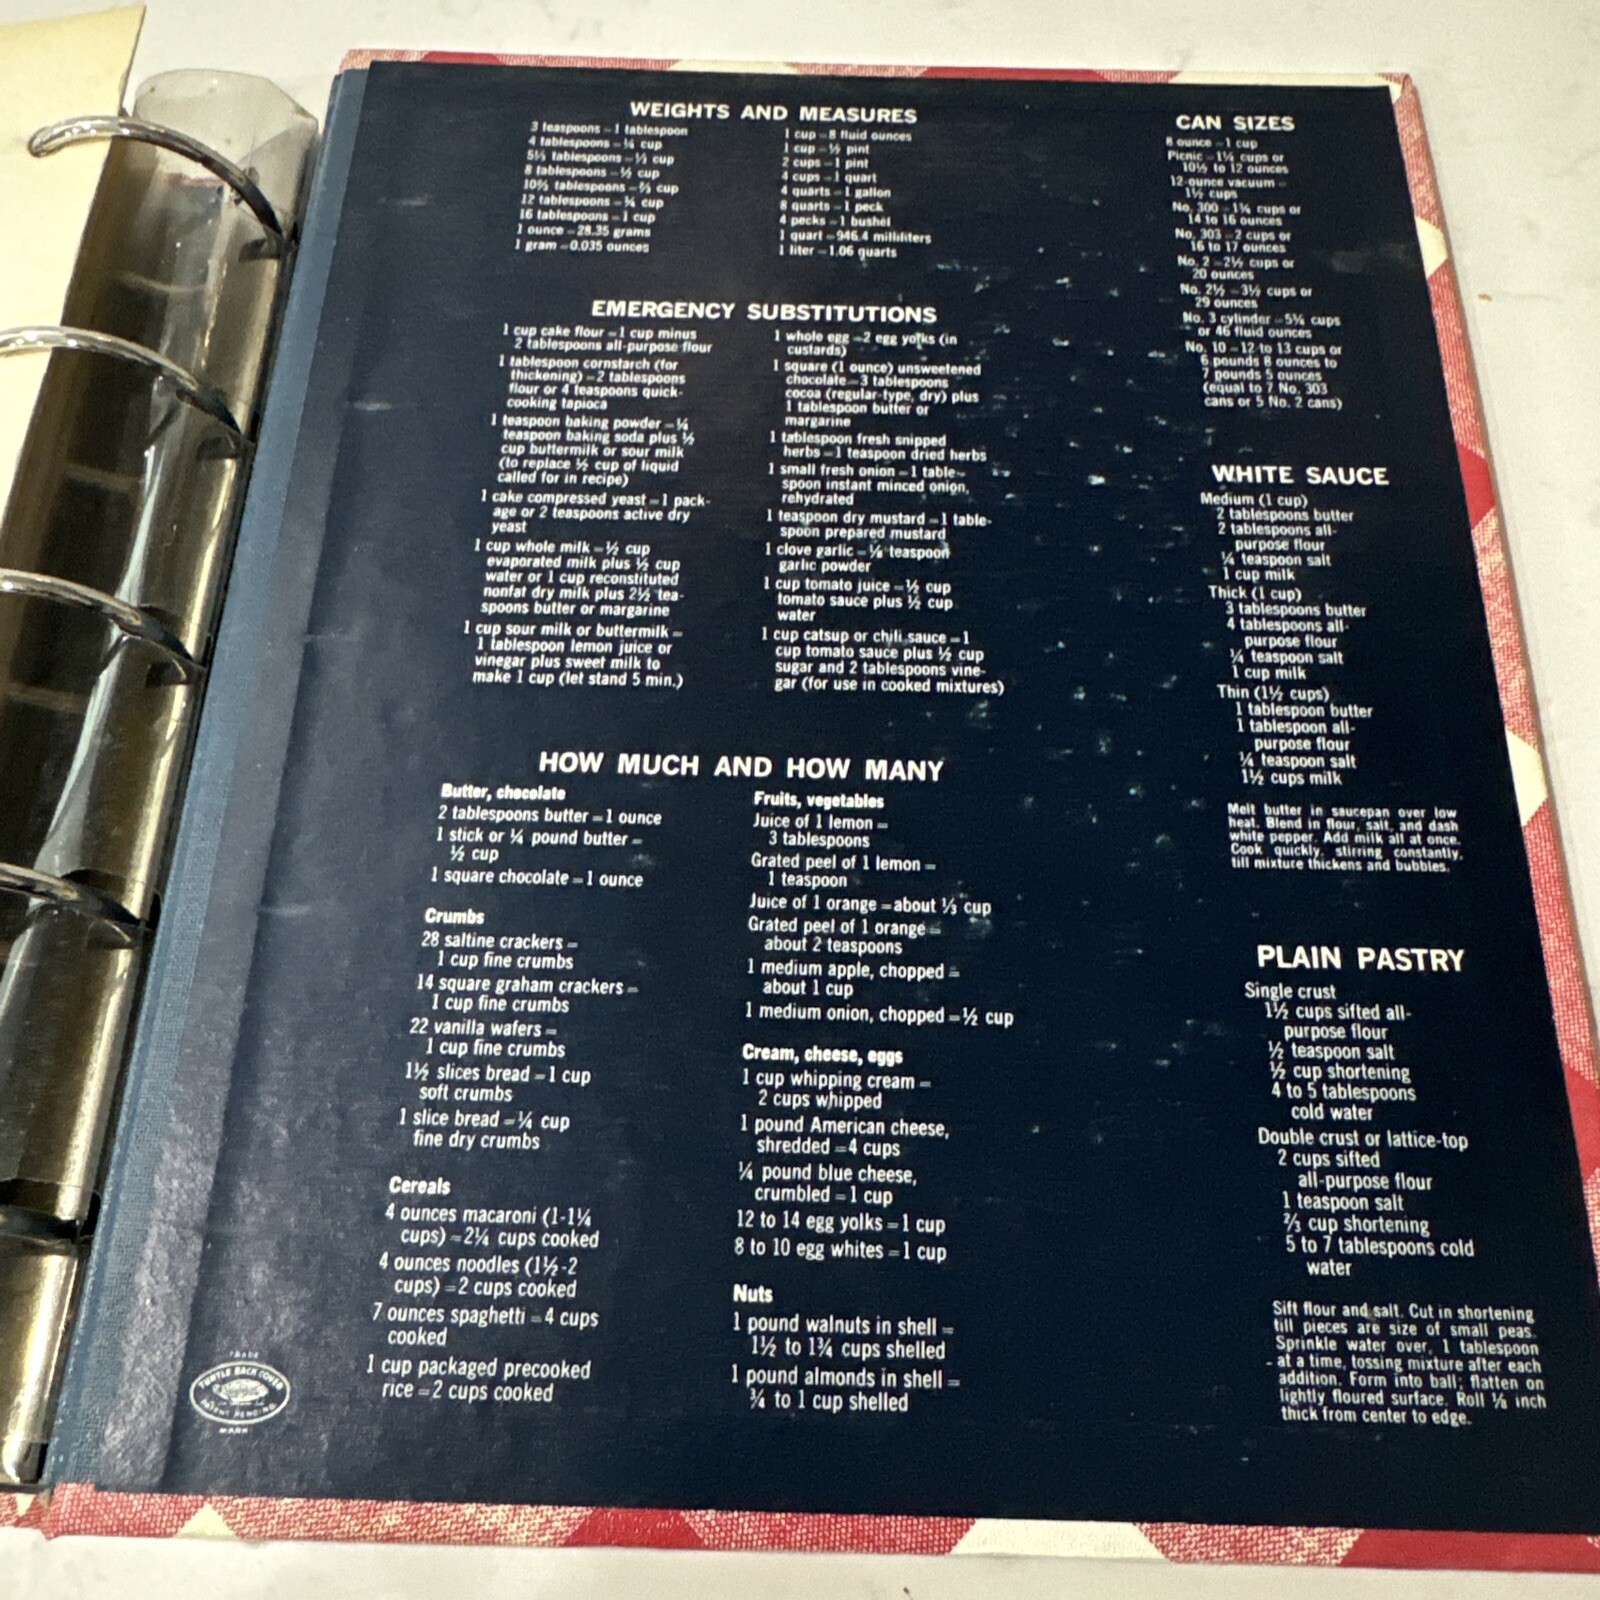 WEIGHTS AND MEASURES
3 teaspoons = 1 tablespoon
4 tablespoons = ¼ cup
5⅓ tablespoons = ⅓ cup
8 tablespoons = ½ cup
10⅔ tablespoons = ⅔ cup
12 tablespoons = ¾ cup
16 tablespoons = 1 cup
1 ounce = 28.35 grams
1 gram = 0.035 ounces
1 cup = 8 fluid ounces
1 cup = ½ pint
2 cups = 1 pint
4 cups = 1 quart
4 quarts = 1 gallon
8 quarts = 1 peck
4 pecks = 1 bushel
1 quart = 946.4 milliliters
1 liter = 1.06 quarts
EMERGENCY SUBSTITUTIONS
1 cup cake flour = 1 cup minus
2 tablespoons all-purpose flour
1 tablespoon cornstarch (for
thickening) = 2 tablespoons
flour or 4 teaspoons quick-
cooking tapioca
1 teaspoon baking powder = ¼
teaspoon baking soda plus ½
cup buttermilk or sour milk
(to replace ½ cup of liquid
called for in recipe)
1 cake compressed yeast = 1 pack-
age or 2 teaspoons active dry
yeast
1 cup whole milk = ½ cup
evaporated milk plus ½ cup
water or 1 cup reconstituted
nonfat dry milk plus 2½ tea-
spoons butter or margarine
1 cup sour milk or buttermilk =
1 tablespoon lemon juice or
vinegar plus sweet milk to
make 1 cup (let stand 5 min.)
1 whole egg = 2 egg yolks (in
custards)
1 square (1 ounce) unsweetened
chocolate = 3 tablespoons
cocoa (regular-type, dry) plus
1 tablespoon butter or
margarine
1 tablespoon fresh snipped
herbs = 1 teaspoon dried herbs
1 small fresh onion = 1 table-
spoon instant minced onion,
rehydrated
1 teaspoon dry mustard = 1 table-
spoon prepared mustard
1 clove garlic = ⅛ teaspoon
garlic powder
1 cup tomato juice = ½ cup
tomato sauce plus ½ cup
water
1 cup catsup or chili sauce = 1
cup tomato sauce plus ½ cup
sugar and 2 tablespoons vine-
gar (for use in cooked mixtures)
HOW MUCH AND HOW MANY
Butter, chocolate
2 tablespoons butter = 1 ounce
1 stick or ¼ pound butter =
½ cup
1 square chocolate = 1 ounce
Crumbs
28 saltine crackers =
1 cup fine crumbs
14 square graham crackers =
1 cup fine crumbs
22 vanilla wafers =
1 cup fine crumbs
1½ slices bread = 1 cup
soft crumbs
1 slice bread = ¼ cup
fine dry crumbs
Cereals
4 ounces macaroni (1-1¼
cups) = 2¼ cups cooked
4 ounces noodles (1½-2
cups) = 2 cups cooked
7 ounces spaghetti = 4 cups
cooked
1 cup packaged precooked
rice = 2 cups cooked
Fruits, vegetables
Juice of 1 lemon =
3 tablespoons
Grated peel of 1 lemon =
1 teaspoon
Juice of 1 orange = about ⅓ cup
Grated peel of 1 orange =
about 2 teaspoons
1 medium apple, chopped =
about 1 cup
1 medium onion, chopped = ½ cup
Cream, cheese, eggs
1 cup whipping cream =
2 cups whipped
1 pound American cheese,
shredded = 4 cups
¼ pound blue cheese,
crumbled = 1 cup
12 to 14 egg yolks = 1 cup
8 to 10 egg whites = 1 cup
Nuts
1 pound walnuts in shell =
1½ to 1¾ cups shelled
1 pound almonds in shell =
¾ to 1 cup shelled
CAN SIZES
8 ounce = 1 cup
Picnic = 1¼ cups or
10½ to 12 ounces
12-ounce vacuum =
1½ cups
No. 300 = 1¾ cups or
14 to 16 ounces
No. 303 = 2 cups or
16 to 17 ounces
No. 2 = 2½ cups or
20 ounces
No. 2½ = 3½ cups or
29 ounces
No. 3 cylinder = 5¾ cups
or 46 fluid ounces
No. 10 = 12 to 13 cups or
6 pounds 8 ounces to
7 pounds 5 ounces
(equal to 7 No. 303
cans or 5 No. 2 cans)
WHITE SAUCE
Medium (1 cup)
2 tablespoons butter
2 tablespoons all-
purpose flour
¼ teaspoon salt
1 cup milk
Thick (1 cup)
3 tablespoons butter
4 tablespoons all-
purpose flour
¼ teaspoon salt
1 cup milk
Thin (1½ cups)
1 tablespoon butter
1 tablespoon all-
purpose flour
¼ teaspoon salt
1½ cups milk
Melt butter in saucepan over low
heat. Blend in flour, salt, and dash
white pepper. Add milk all at once.
Cook quickly, stirring constantly,
till mixture thickens and bubbles.
PLAIN PASTRY
Single crust
1½ cups sifted all-
purpose flour
½ teaspoon salt
½ cup shortening
4 to 5 tablespoons
cold water
Double crust or lattice-top
2 cups sifted
all-purpose flour
1 teaspoon salt
⅔ cup shortening
5 to 7 tablespoons cold
water
Sift flour and salt. Cut in shortening
till pieces are size of small peas.
Sprinkle water over, 1 tablespoon
at a time, tossing mixture after each
addition. Form into ball; flatten on
lightly floured surface. Roll ⅛ inch
thick from center to edge.
TRADE
TURTLE BACK COVER
PATENT PENDING
MARK